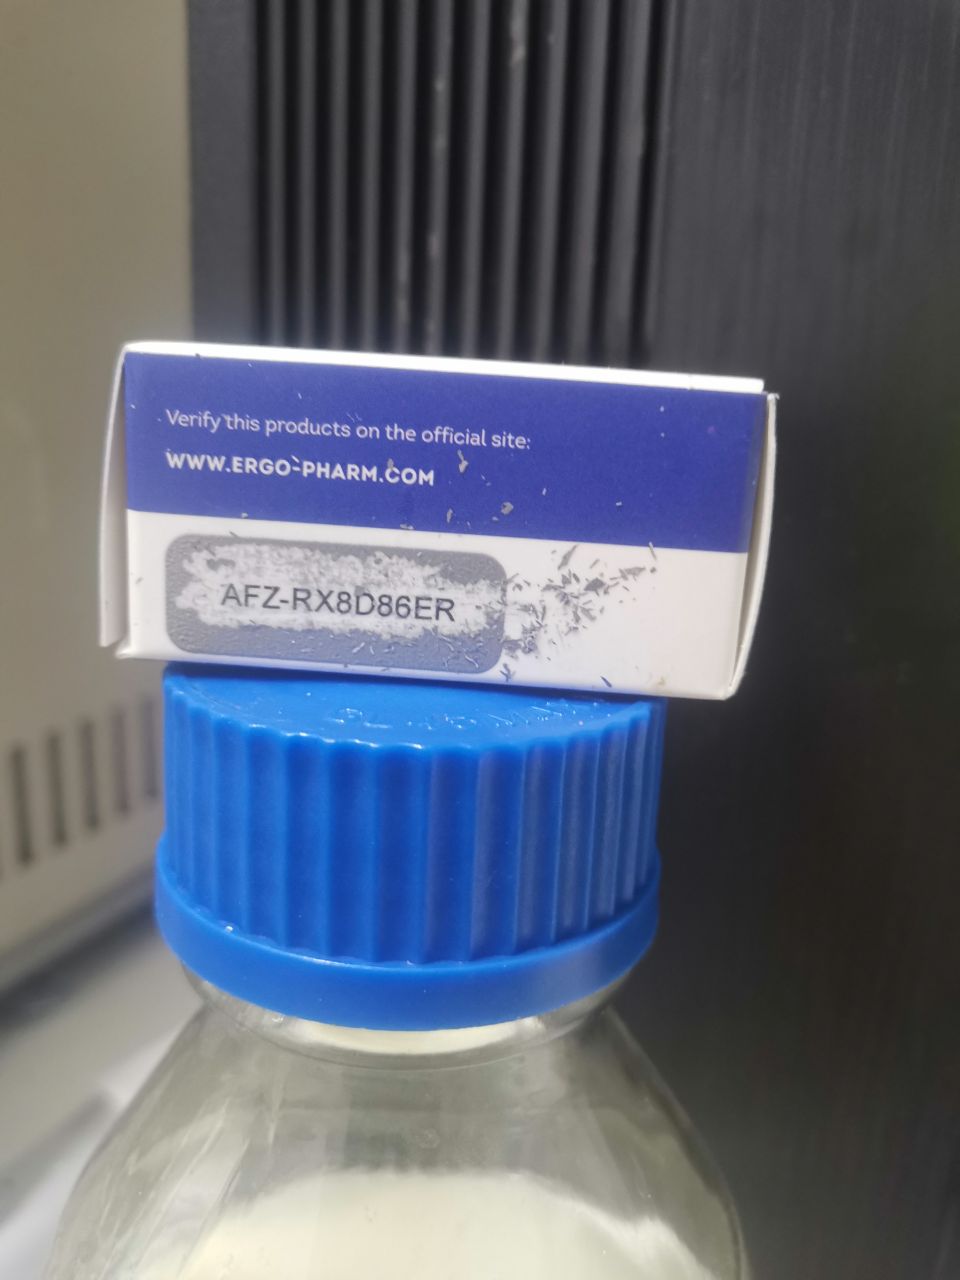 Verify this products on the official site:
WWW.ERGO-PHARM.COM
AFZ-RX8D86ER